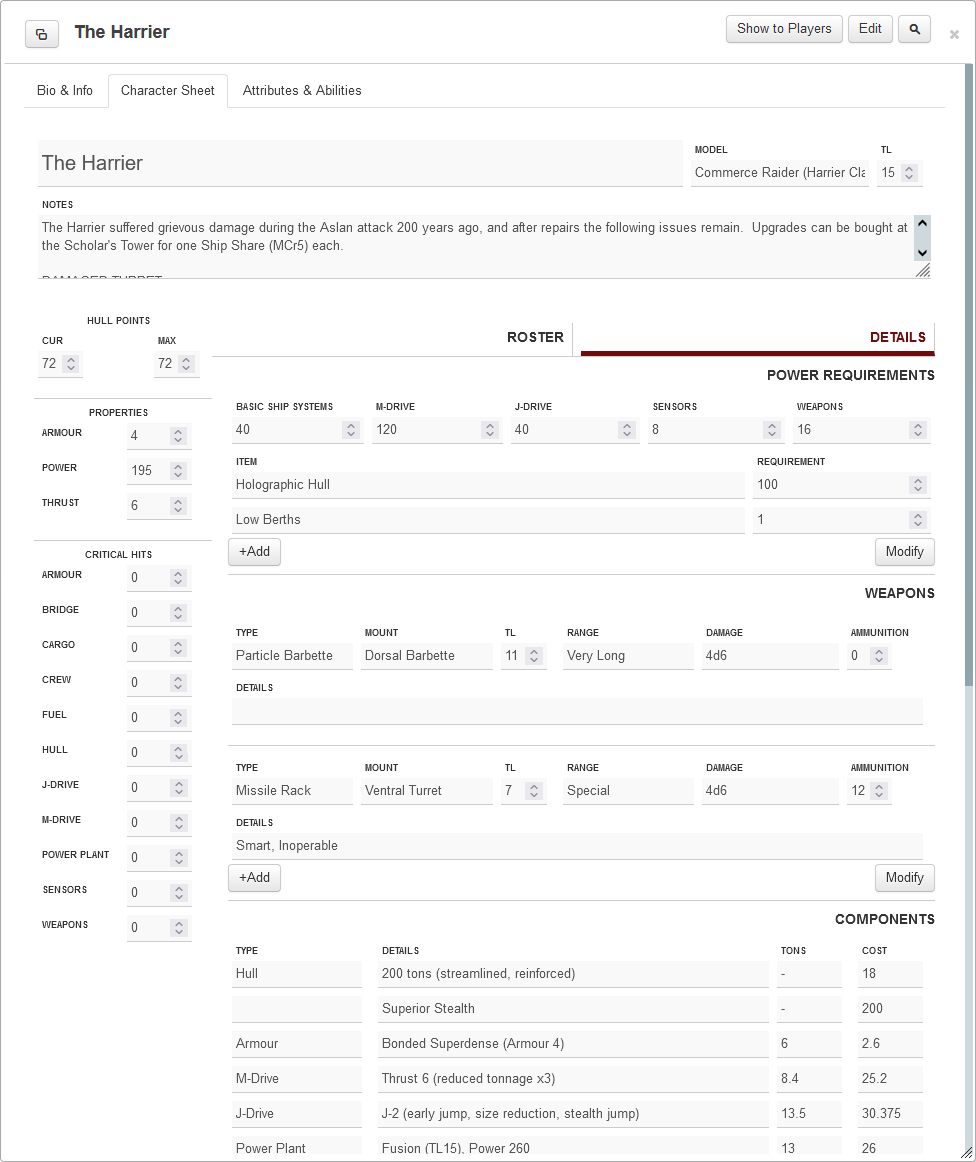 The Harrier
Show to Players
Edit
Bio & Info
Character Sheet
Attributes & Abilities
The Harrier
MODEL
TL
Commerce Raider (Harrier Cla
15
NOTES
The Harrier suffered grievous damage during the Aslan attack 200 years ago, and after repairs the following issues remain.  Upgrades can be bought at
the Scholar's Tower for one Ship Share (MCr5) each.
DAMAGED TURRET
HULL POINTS
CUR
MAX
72
72
PROPERTIES
ARMOUR
4
POWER
195
THRUST
6
CRITICAL HITS
ARMOUR
0
BRIDGE
0
CARGO
0
CREW
0
FUEL
0
HULL
0
J-DRIVE
0
M-DRIVE
0
POWER PLANT
0
SENSORS
0
WEAPONS
0
ROSTER
DETAILS
POWER REQUIREMENTS
BASIC SHIP SYSTEMS
M-DRIVE
J-DRIVE
SENSORS
WEAPONS
40
120
40
8
16
ITEM
REQUIREMENT
Holographic Hull
100
Low Berths
1
+Add
Modify
WEAPONS
TYPE
MOUNT
TL
RANGE
DAMAGE
AMMUNITION
Particle Barbette
Dorsal Barbette
11
Very Long
4d6
0
DETAILS
TYPE
MOUNT
TL
RANGE
DAMAGE
AMMUNITION
Missile Rack
Ventral Turret
7
Special
4d6
12
DETAILS
Smart, Inoperable
+Add
Modify
COMPONENTS
TYPE
DETAILS
TONS
COST
Hull
200 tons (streamlined, reinforced)
-
18
Superior Stealth
-
200
Armour
Bonded Superdense (Armour 4)
6
2.6
M-Drive
Thrust 6 (reduced tonnage x3)
8.4
25.2
J-Drive
J-2 (early jump, size reduction, stealth jump)
13.5
30.375
Power Plant
Fusion (TL15), Power 260
13
26